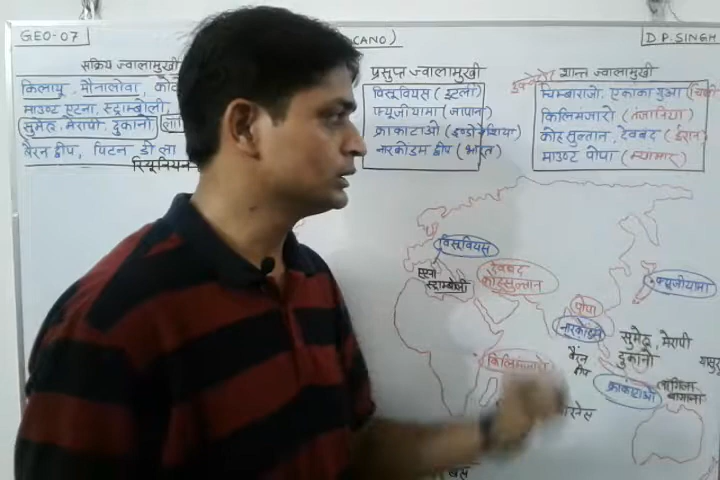 GEO-07
CANO)
D P. SINGH
सक्रिय ज्वालामुखी
किलायू, मौनालोवा,
माउण्ट एटना, स्ट्राम्बोली,
सुमेरू, मेरापी, दुकानो
बैरन द्वीप, पिटन डी ला
रियूनियन
प्रसुप्त ज्वालामुखी
विसूवियस (इटली)
फ्यूजीयामा (जापान)
क्राकाटाओ (इण्डोनेशिया)
नारकोंडम द्वीप (भारत)
शान्त ज्वालामुखी
चिम्बाराजो, एकांकागुआ
किलिमंजारो (तंजानिया)
कोह सुल्तान, देवबंद (ईरान)
माउण्ट पोपा (म्यांमार)
विसूवियस
एटना
स्ट्राम्बोली
देवबंद
कोहसुल्तान
फ्यूजीयामा
पोपा
नारकोंडम
सुमेरू, मेरापी
दुकानो
बैरन
द्वीप
किलिमंजारो
क्राकाटाओ